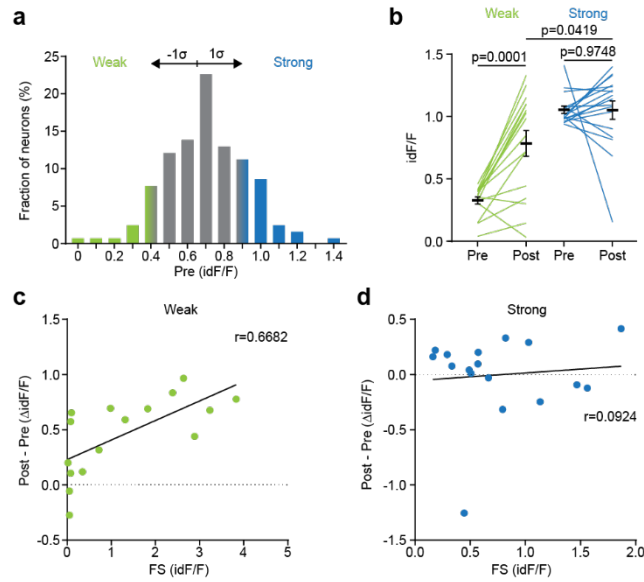 a
Weak
-1σ
1σ
Strong
Fraction of neurons (%)
25
20
15
10
5
0
0
0.2
0.4
0.6
0.8
1.0
1.2
1.4
Pre (idF/F)
b
Weak
Strong
p=0.0419
p=0.0001
p=0.9748
idF/F
1.5
1.0
0.5
0.0
Pre
Post
Pre
Post
c
Weak
r=0.6682
Post - Pre (ΔidF/F)
1.5
1.0
0.5
0.0
0.5
0
1
2
3
4
5
FS (idF/F)
d
Strong
r=0.0924
Post - Pre (ΔidF/F)
0.5
0.0
-0.5
-1.0
-1.5
0.0
0.5
1.0
1.5
2.0
FS (idF/F)